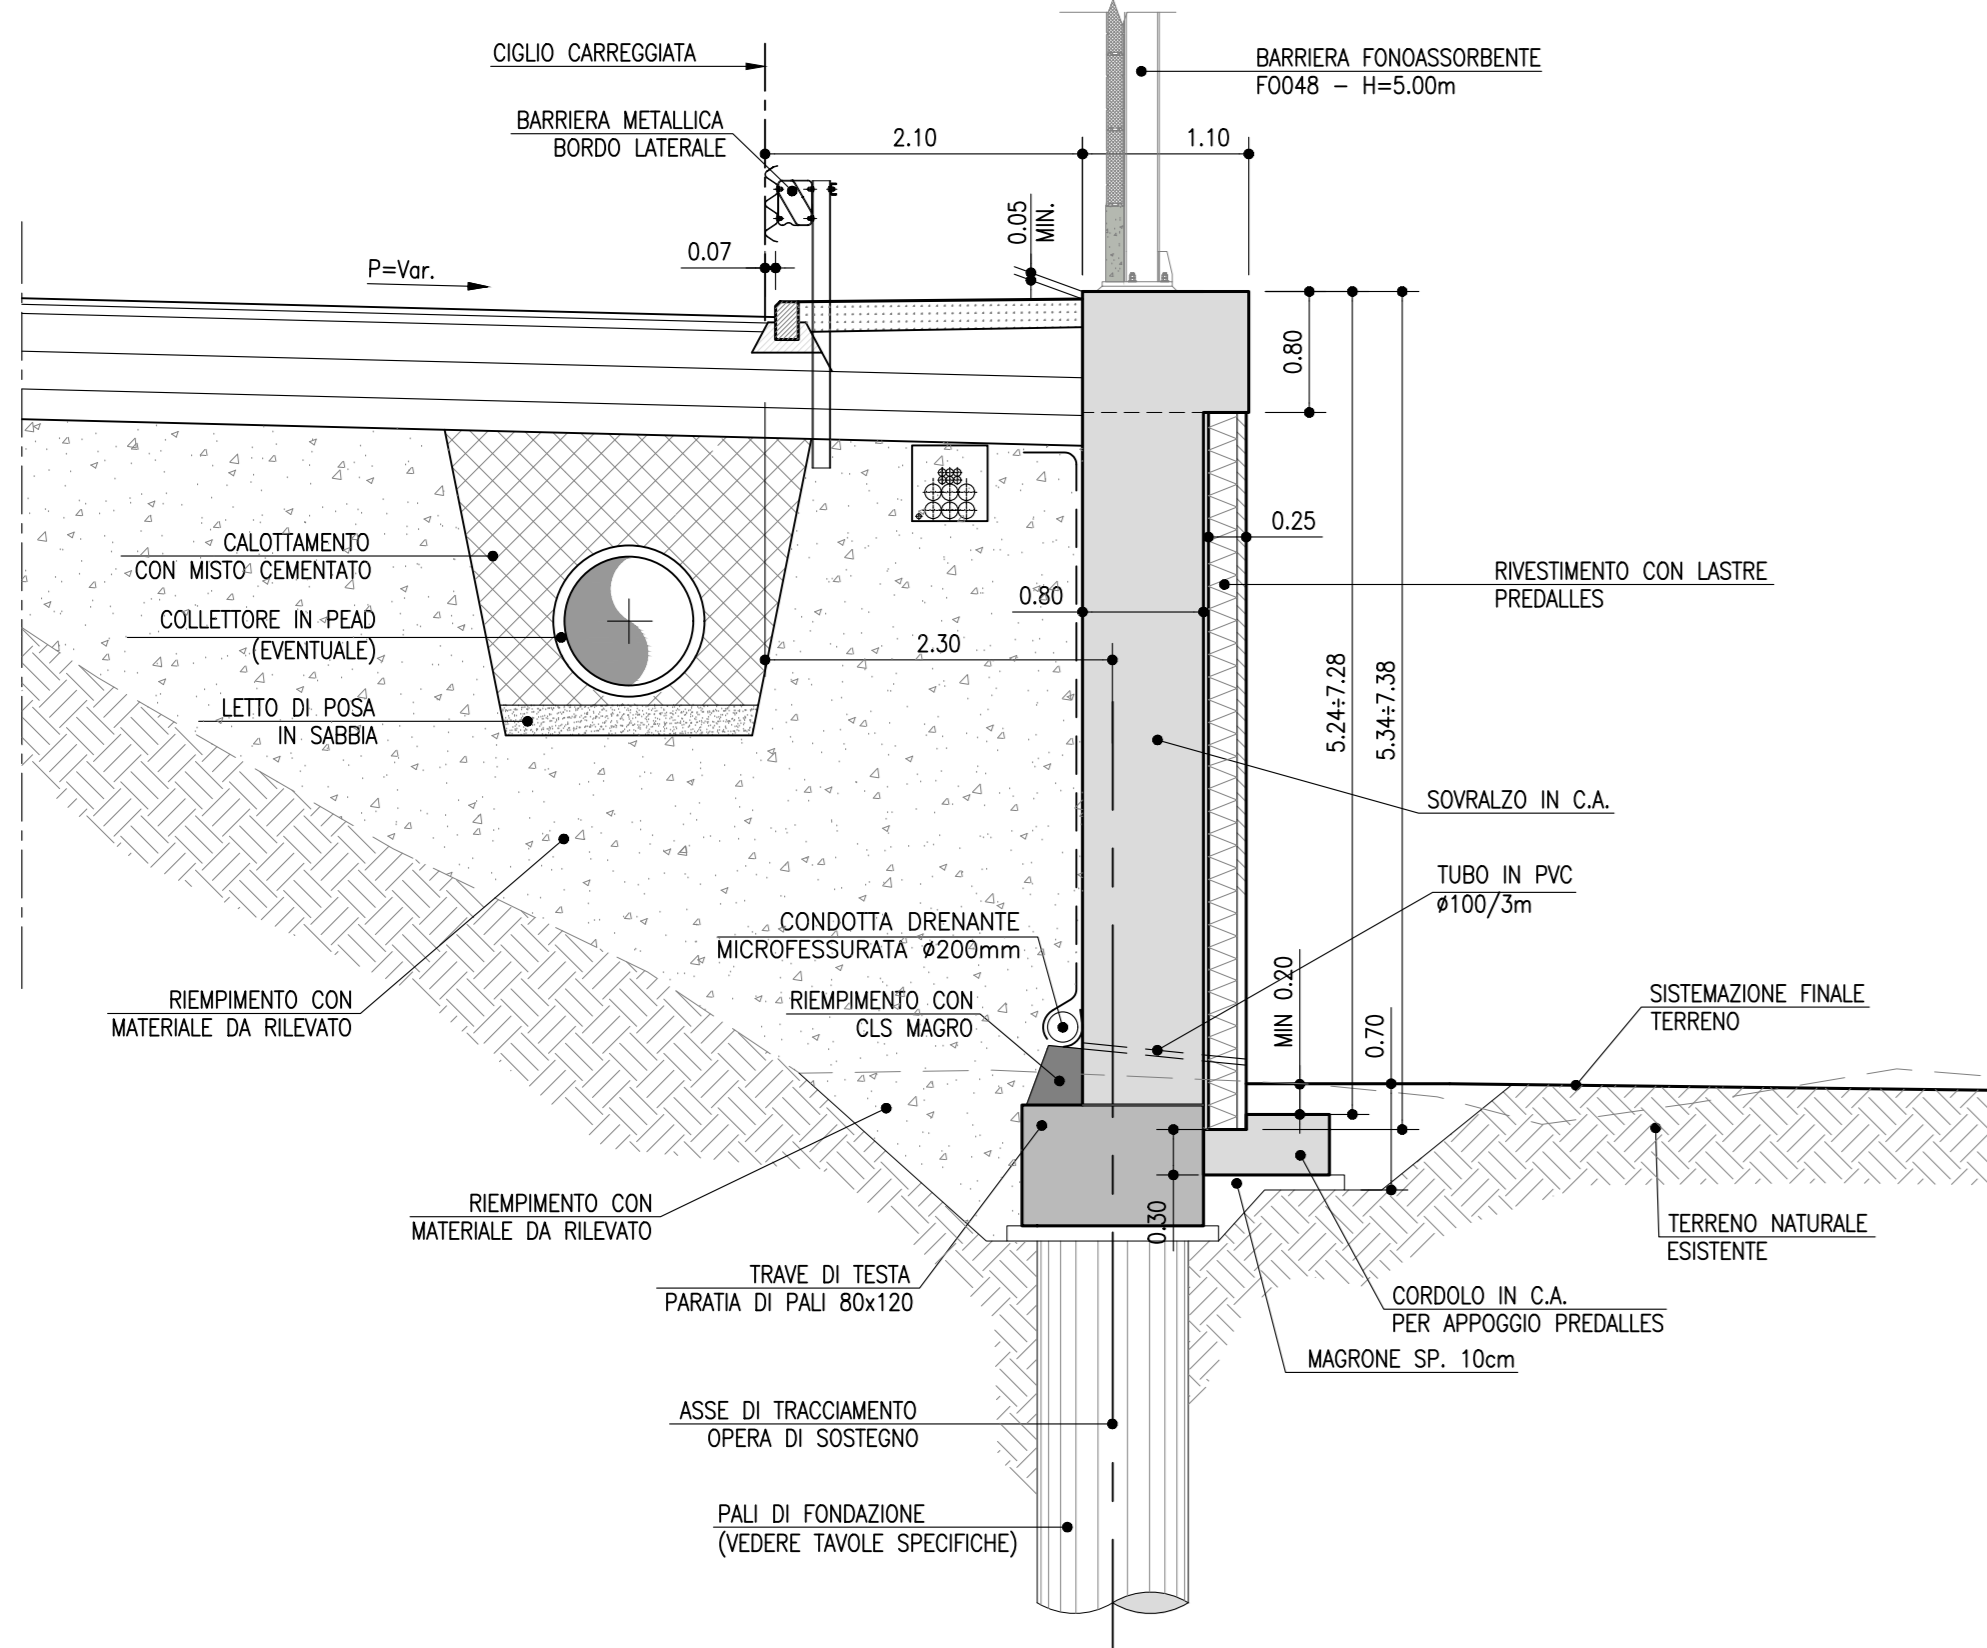 CIGLIO CARREGGIATA
BARRIERA FONOASSORBENTE
FO048 – H=5.00m
BARRIERA METALLICA
BORDO LATERALE
2.10
1.10
0.05
MIN.
0.07
P=Var.
0.80
0.25
CALOTTAMENTO
CON MISTO CEMENTATO
RIVESTIMENTO CON LASTRE
PREDALLES
0.80
COLLETTORE IN PEAD
(EVENTUALE)
2.30
5.24÷7.28
5.34÷7.38
LETTO DI POSA
IN SABBIA
SOVRALZO IN C.A.
TUBO IN PVC
ø100/3m
CONDOTTA DRENANTE
MICROFESSURATA ø200mm
RIEMPIMENTO CON
MATERIALE DA RILEVATO
RIEMPIMENTO CON
CLS MAGRO
MIN 0.20
0.70
SISTEMAZIONE FINALE
TERRENO
RIEMPIMENTO CON
MATERIALE DA RILEVATO
0.30
TERRENO NATURALE
ESISTENTE
TRAVE DI TESTA
PARATIA DI PALI 80x120
CORDOLO IN C.A.
PER APPOGGIO PREDALLES
MAGRONE SP. 10cm
ASSE DI TRACCIAMENTO
OPERA DI SOSTEGNO
PALI DI FONDAZIONE
(VEDERE TAVOLE SPECIFICHE)